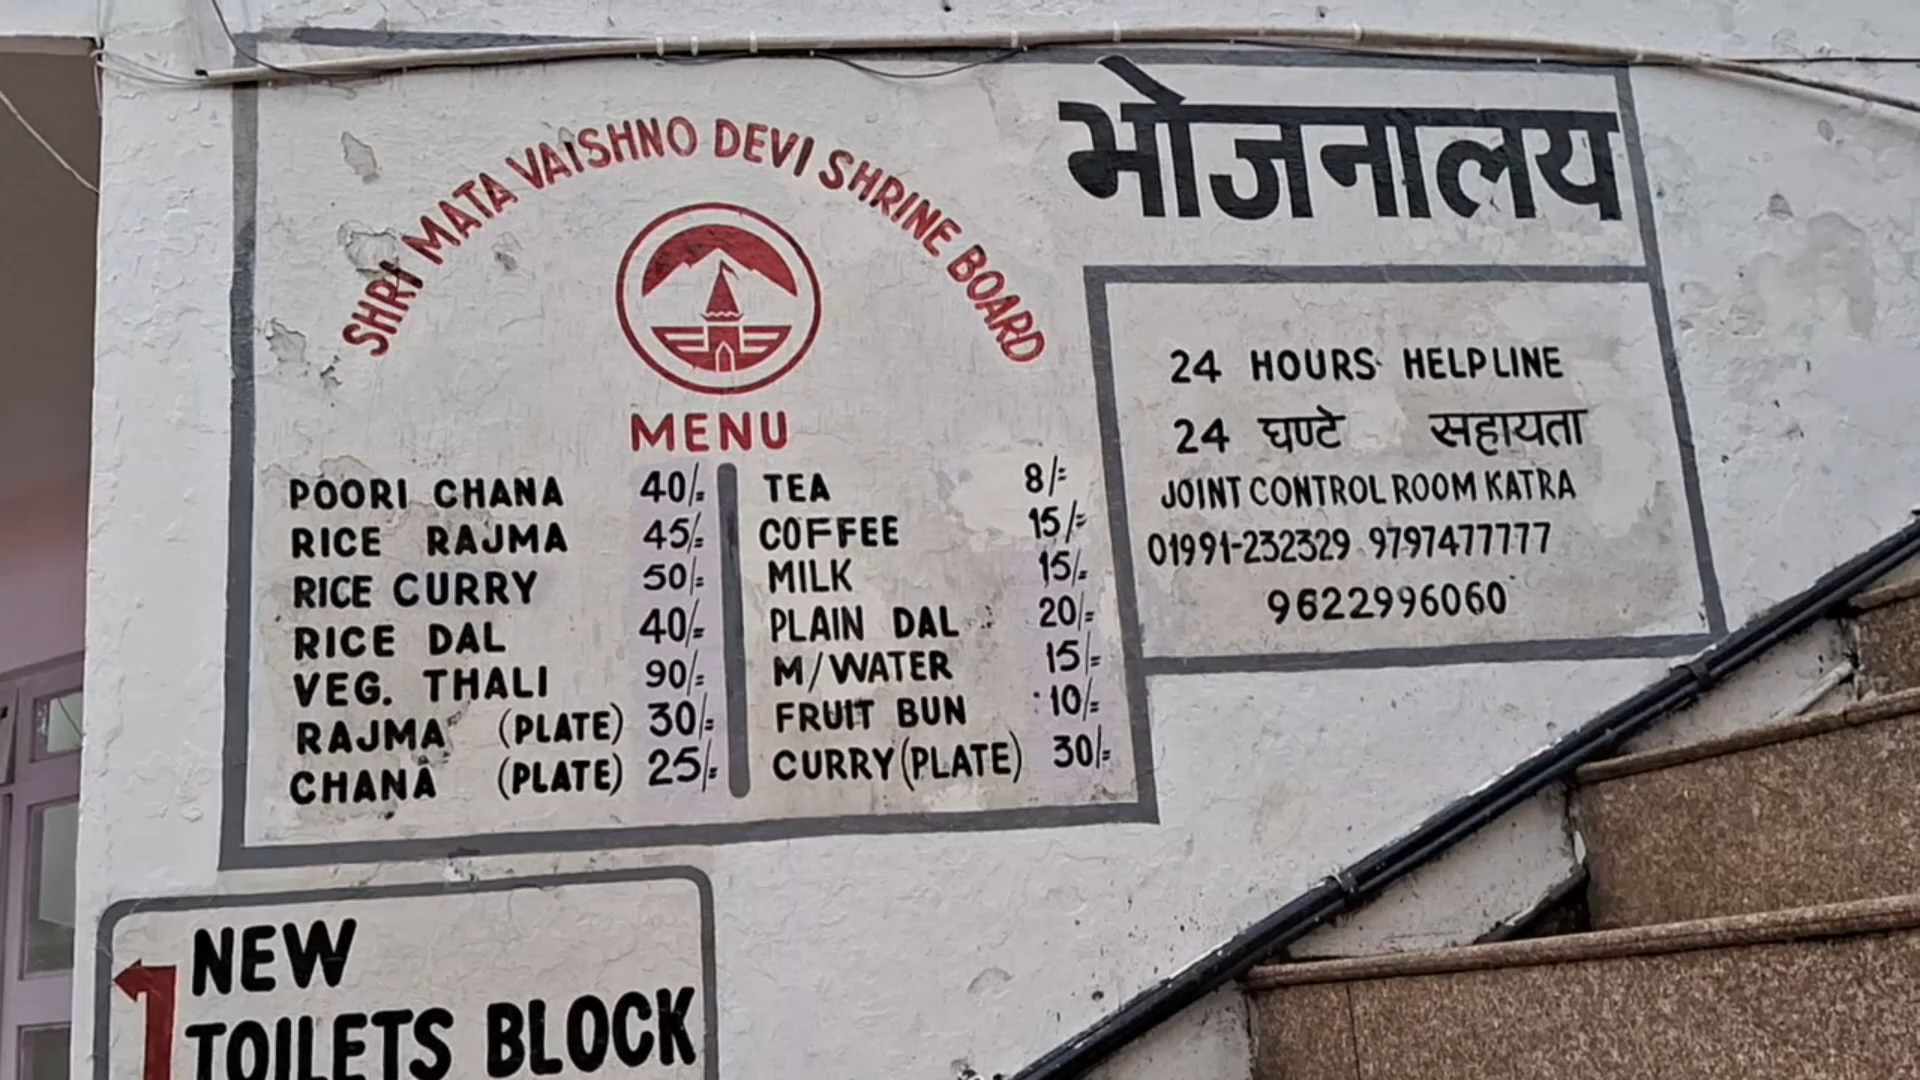 SHRI MATA VAISHNO DEVI SHRINE BOARD
MENU
POORI CHANA 40/=
RICE RAJMA 45/=
RICE CURRY 50/=
RICE DAL 40/=
VEG. THALI 90/=
RAJMA (PLATE) 30/=
CHANA (PLATE) 25/=
TEA 8/=
COFFEE 15/=
MILK 15/=
PLAIN DAL 20/=
M/WATER 15/=
FRUIT BUN 10/=
CURRY (PLATE) 30/=
भोजनालय
24 HOURS HELPLINE
24 घण्टे सहायता
JOINT CONTROL ROOM KATRA
01991-232329 9797477777
9622996060
NEW
TOILETS BLOCK